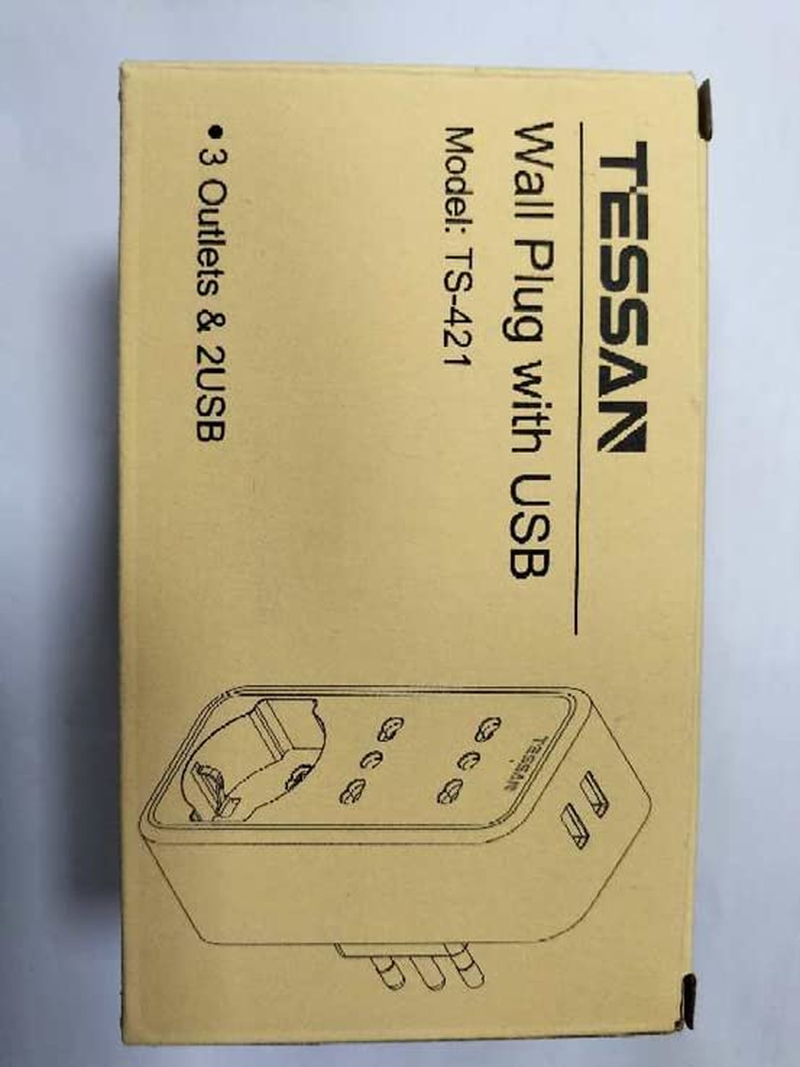 TESSAN
Wall Plug with USB
Model: TS-421
● 3 Outlets & 2USB
TESSAN